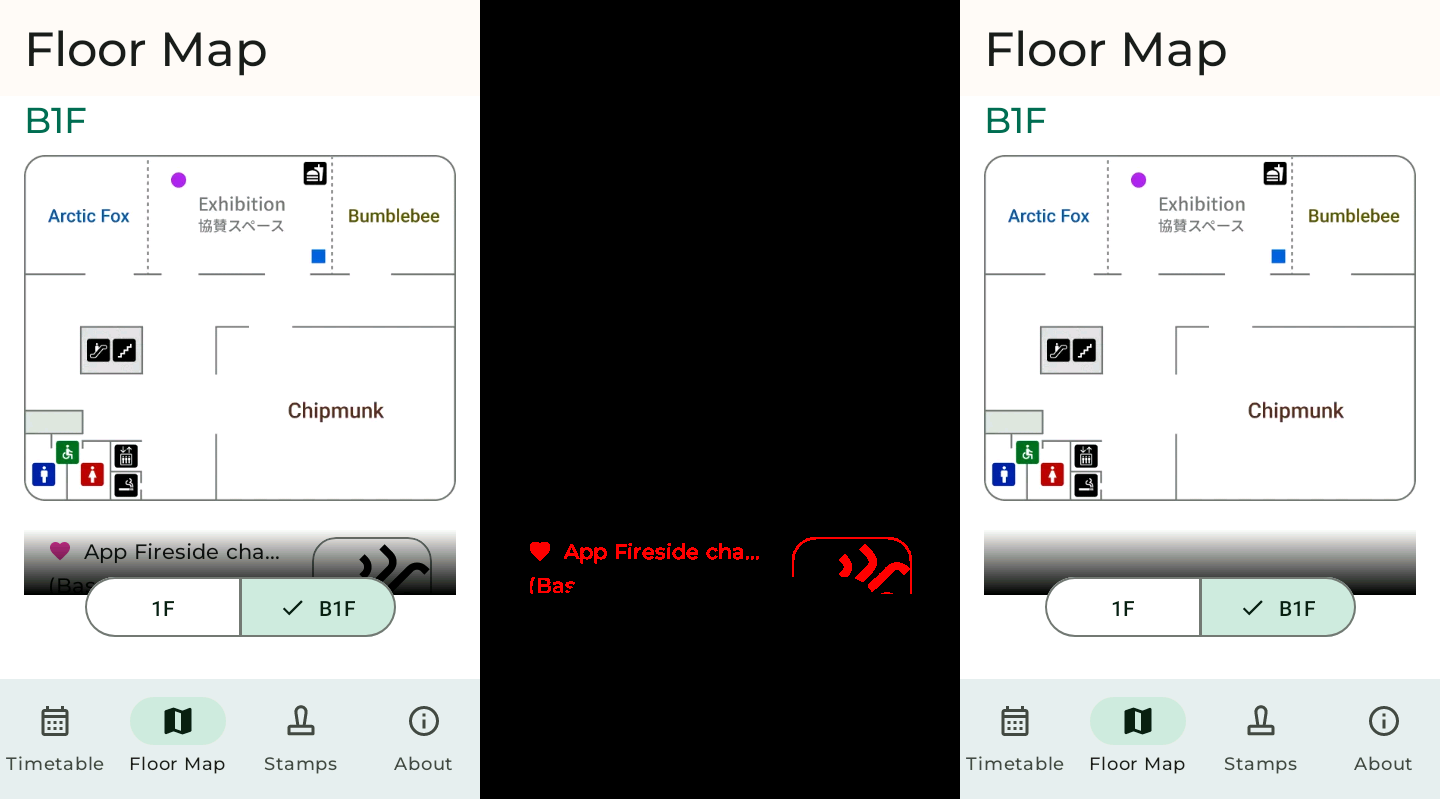 Floor Map
B1F
Arctic Fox
Exhibition
協賛スペース
Bumblebee
Chipmunk
App Fireside cha...
(Bas
1F
B1F
Timetable
Floor Map
Stamps
About
App Fireside cha...
(Bas
Floor Map
B1F
Arctic Fox
Exhibition
協賛スペース
Bumblebee
Chipmunk
1F
B1F
Timetable
Floor Map
Stamps
About